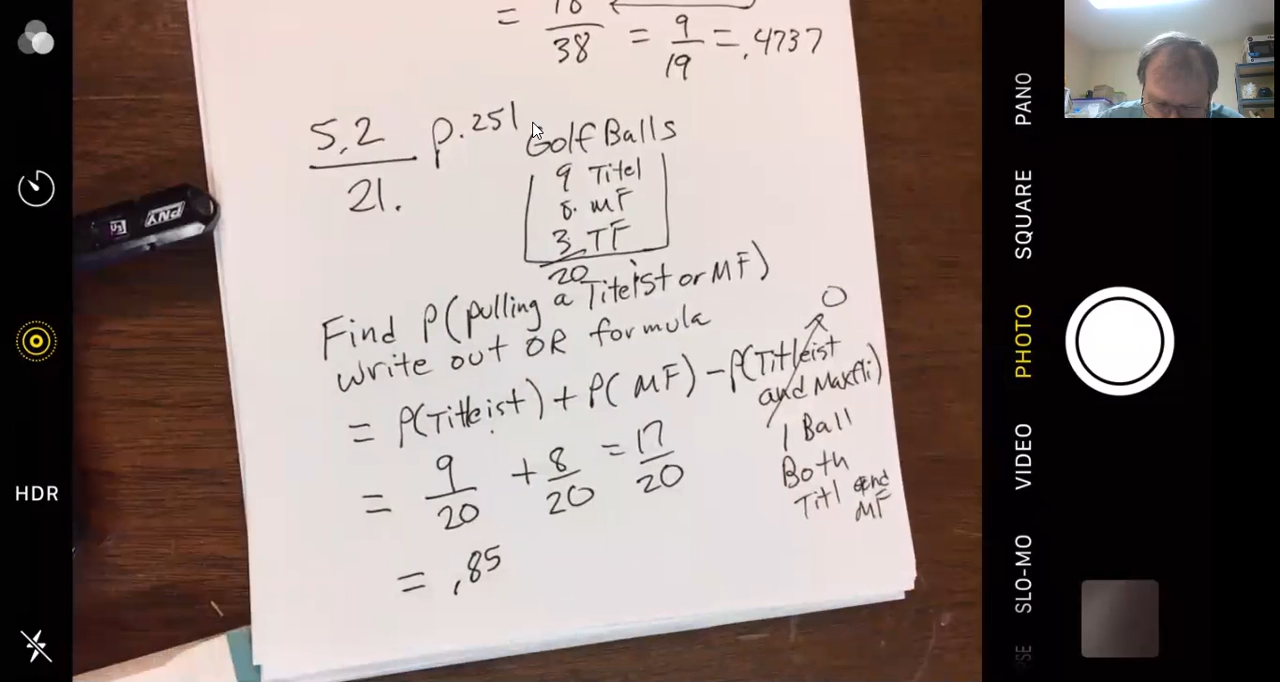 = 18/38 = 9/19 = .4737
5.2 p.251
21.
Golf Balls
9 Titel
8. MF
3. TF
20
Find P(pulling a Titelist or MF)
write out OR formula
= P(Titleist) + P(MF) - P(Titleist and Maxfli) 0
= 9/20 + 8/20 = 17/20
= .85
1 Ball
Both
Titl and
MF
PNY
HDR
PANO
SQUARE
PHOTO
VIDEO
SLO-MO